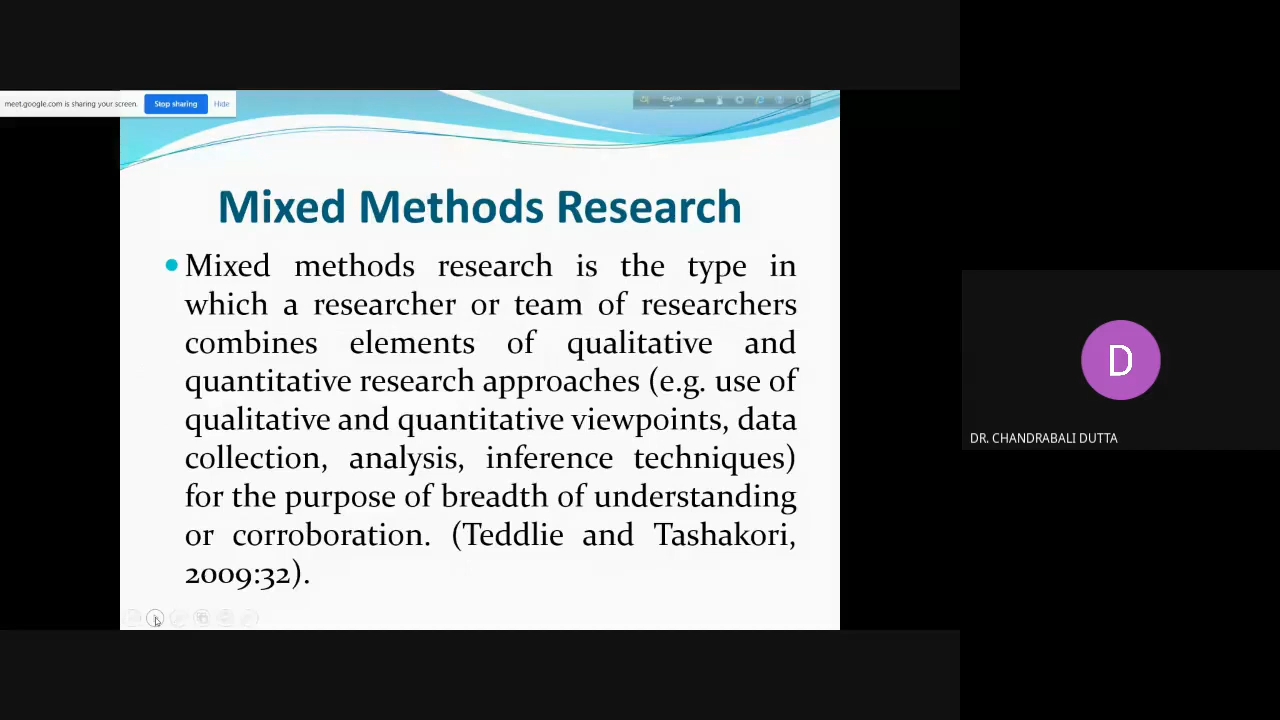 meet.google.com is sharing your screen.
Stop sharing
Hide
English
Mixed Methods Research
Mixed methods research is the type in
which a researcher or team of researchers
combines elements of qualitative and
quantitative research approaches (e.g. use of
qualitative and quantitative viewpoints, data
collection, analysis, inference techniques)
for the purpose of breadth of understanding
or corroboration. (Teddlie and Tashakori,
2009:32).
D
DR. CHANDRABALI DUTTA